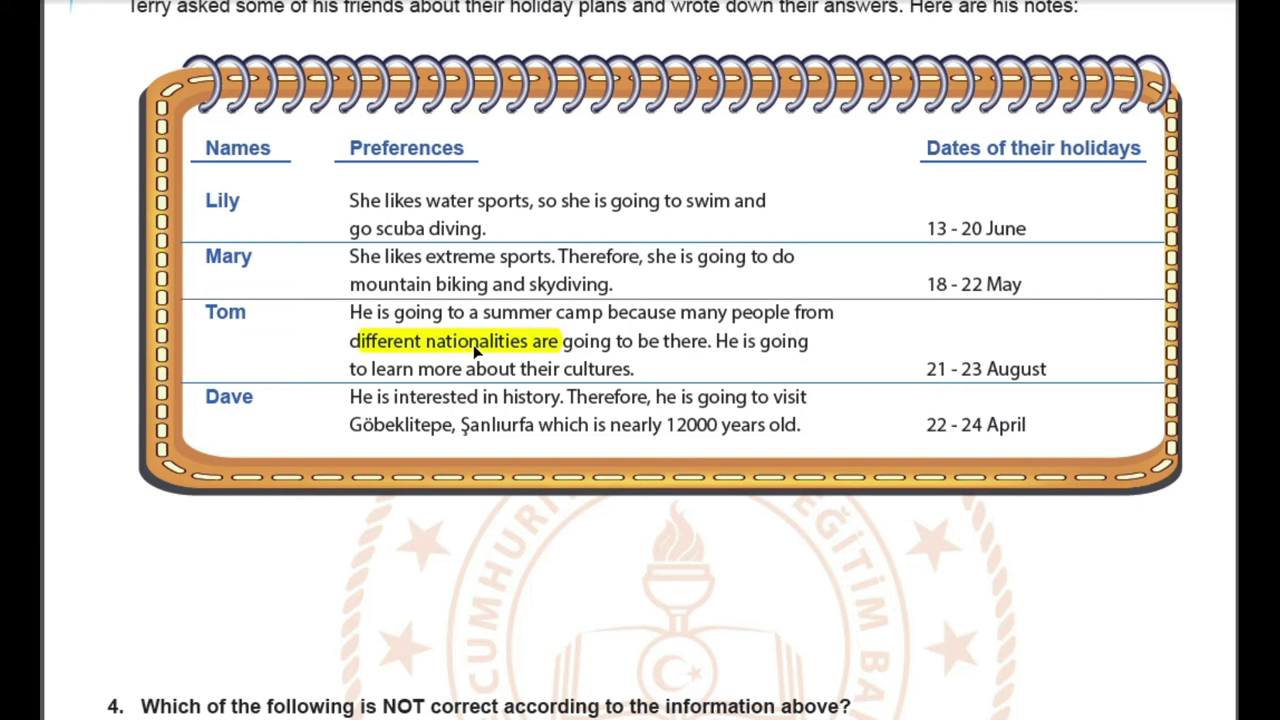 Terry asked some of his friends about their holiday plans and wrote down their answers. Here are his notes:
Names Preferences Dates of their holidays
Lily She likes water sports, so she is going to swim and
go scuba diving. 13 - 20 June
Mary She likes extreme sports. Therefore, she is going to do
mountain biking and skydiving. 18 - 22 May
Tom He is going to a summer camp because many people from
different nationalities are going to be there. He is going
to learn more about their cultures. 21 - 23 August
Dave He is interested in history. Therefore, he is going to visit
Göbeklitepe, Şanlıurfa which is nearly 12000 years old. 22 - 24 April
4. Which of the following is NOT correct according to the information above?